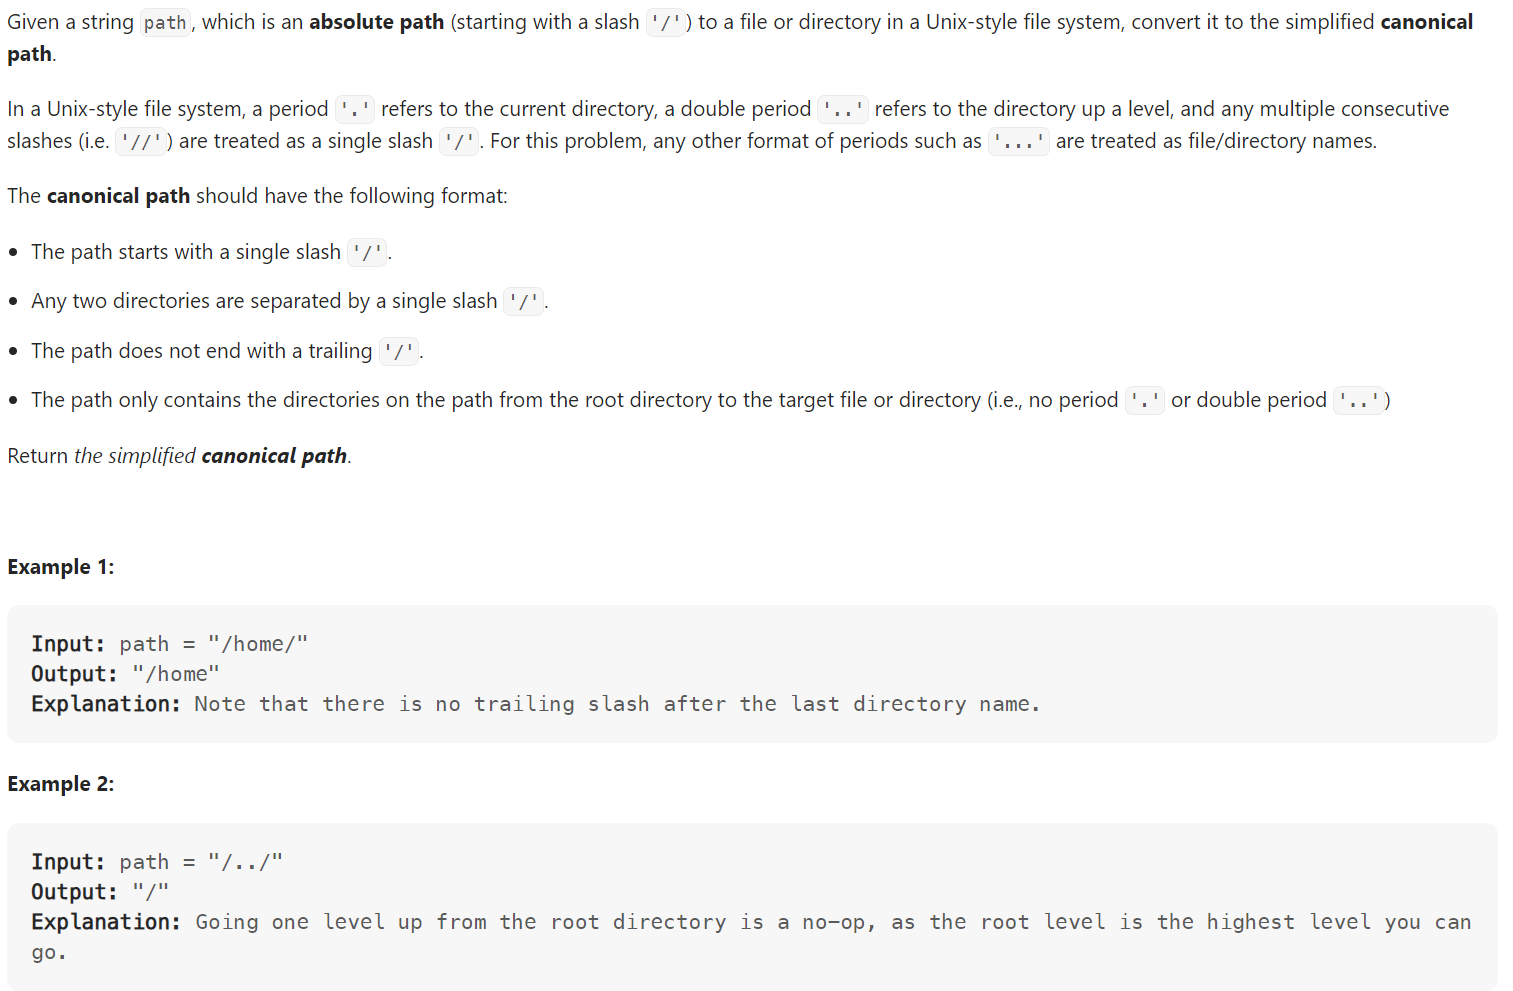 Given a string path, which is an absolute path (starting with a slash '/') to a file or directory in a Unix-style file system, convert it to the simplified canonical
path.
In a Unix-style file system, a period '.' refers to the current directory, a double period '..' refers to the directory up a level, and any multiple consecutive
slashes (i.e. '//') are treated as a single slash '/'. For this problem, any other format of periods such as '...' are treated as file/directory names.
The canonical path should have the following format:
• The path starts with a single slash '/'.
• Any two directories are separated by a single slash '/'.
• The path does not end with a trailing '/'.
• The path only contains the directories on the path from the root directory to the target file or directory (i.e., no period '.' or double period '..')
Return the simplified canonical path.
Example 1:
Input: path = "/home/"
Output: "/home"
Explanation: Note that there is no trailing slash after the last directory name.
Example 2:
Input: path = "/../"
Output: "/"
Explanation: Going one level up from the root directory is a no-op, as the root level is the highest level you can
go.